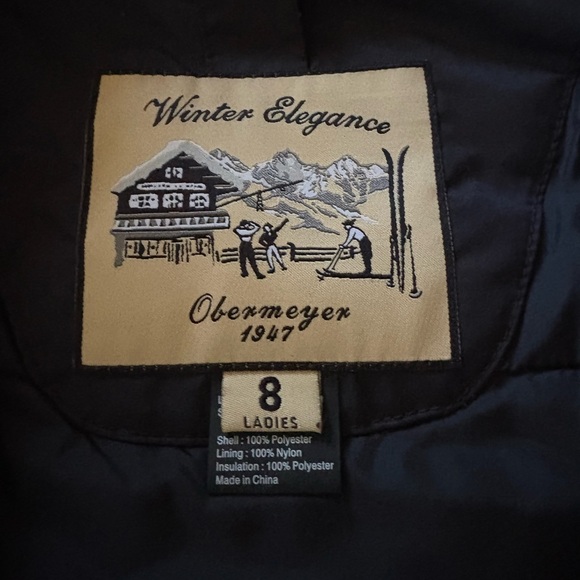 Winter Elegance
Obermeyer
1947
8
LADIES
Shell : 100% Polyester
Lining : 100% Nylon
Insulation : 100% Polyester
Made in China